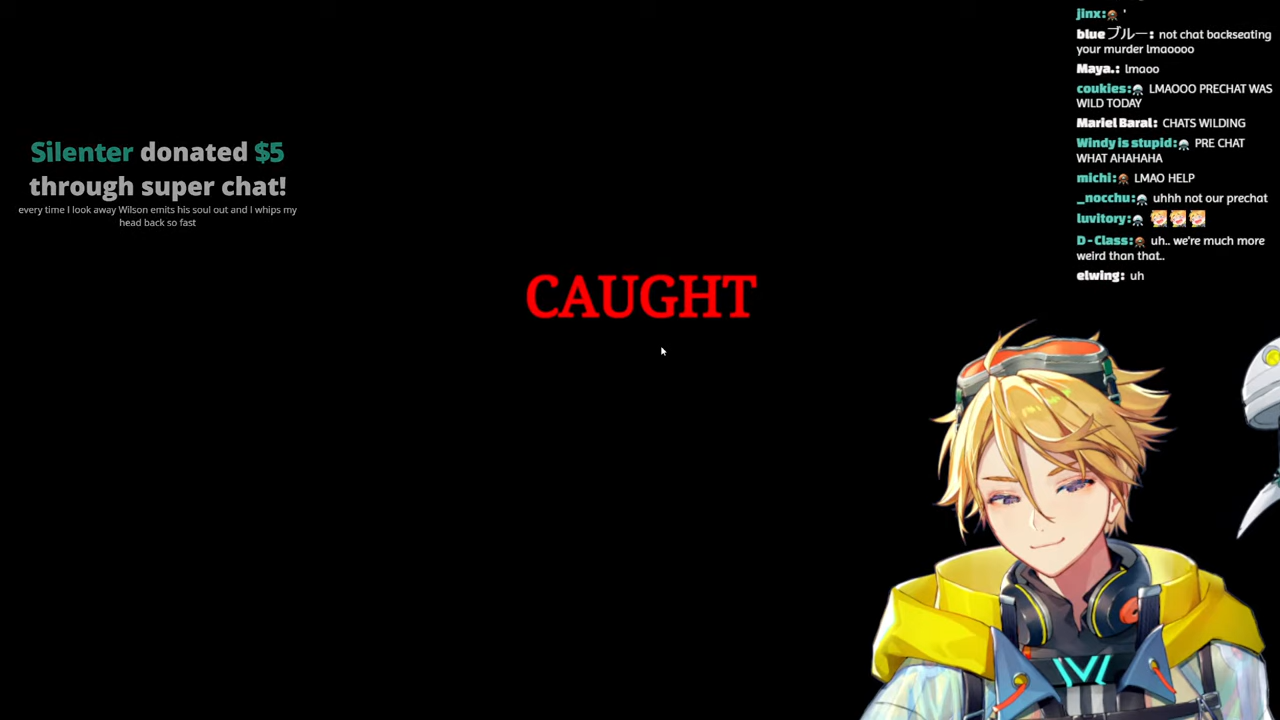 Silenter donated $5
through super chat!
every time I look away Wilson emits his soul out and I whips my
head back so fast
CAUGHT
jinx: '
blue ブルー: not chat backseating
your murder lmaoooo
Maya.: lmaoo
coukies: LMAOOO PRECHAT WAS
WILD TODAY
Mariel Baral: CHATS WILDING
Windy is stupid: PRE CHAT
WHAT AHAHAHA
michi: LMAO HELP
_nocchu: uhhh not our prechat
luvitory:
D-Class: uh.. we're much more
weird than that..
elwing: uh